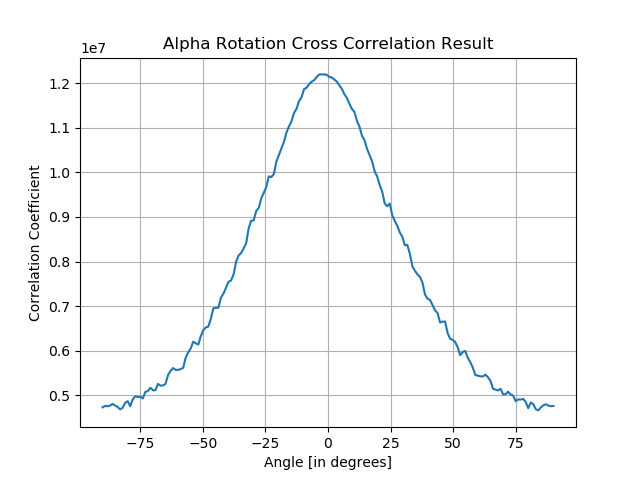 Alpha Rotation Cross Correlation Result
1e7
1.2
1.1
1.0
0.9
0.8
0.7
0.6
0.5
Correlation Coefficient
−75 −50 −25 0 25 50 75
Angle [in degrees]